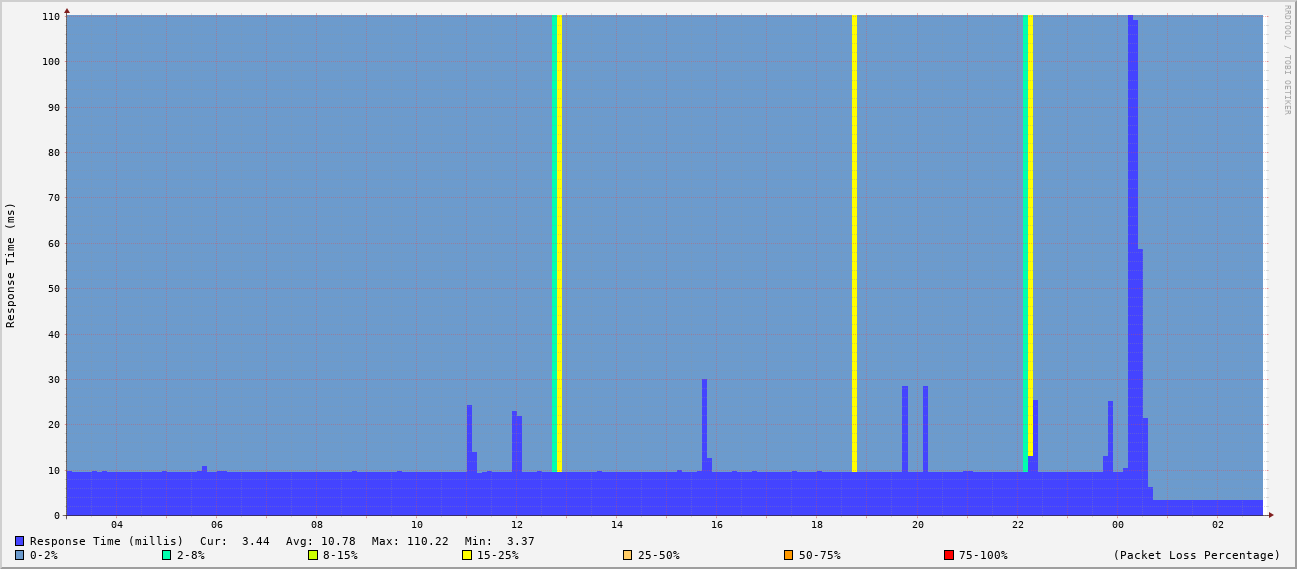 RRDTOOL / TOBI OETIKER
Response Time (ms)
110
100
90
80
70
60
50
40
30
20
10
0
04 06 08 10 12 14 16 18 20 22 00 02
Response Time (millis) Cur: 3.44 Avg: 10.78 Max: 110.22 Min: 3.37
0-2% 2-8% 8-15% 15-25% 25-50% 50-75% 75-100% (Packet Loss Percentage)